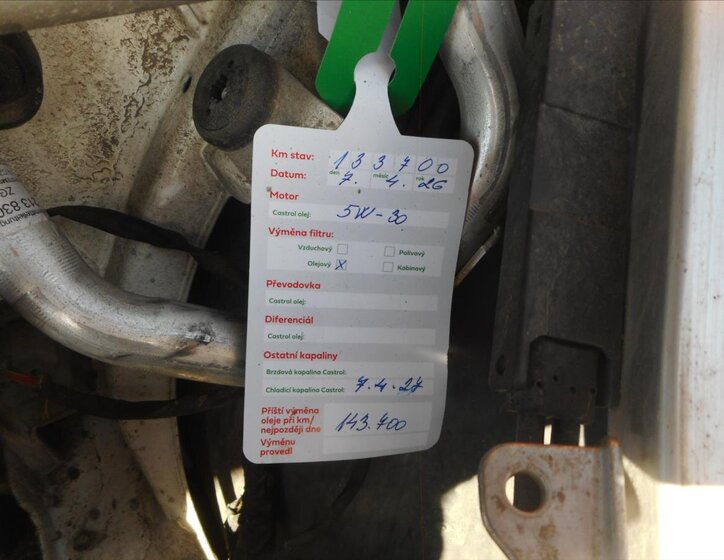 Km stav: 133700
Datum: den 7. měsíc 4. rok 26
Motor
Castrol olej: 5W-30
Výměna filtru:
Vzduchový Palivový
Olejový X Kabinový
Převodovka
Castrol olej:
Diferenciál
Castrol olej:
Ostatní kapaliny
Brzdová kapalina Castrol:
Chladicí kapalina Castrol: 7.4.27
Příští výměna
oleje při km/ 143.700
nejpozději dne
Výměnu
provedl